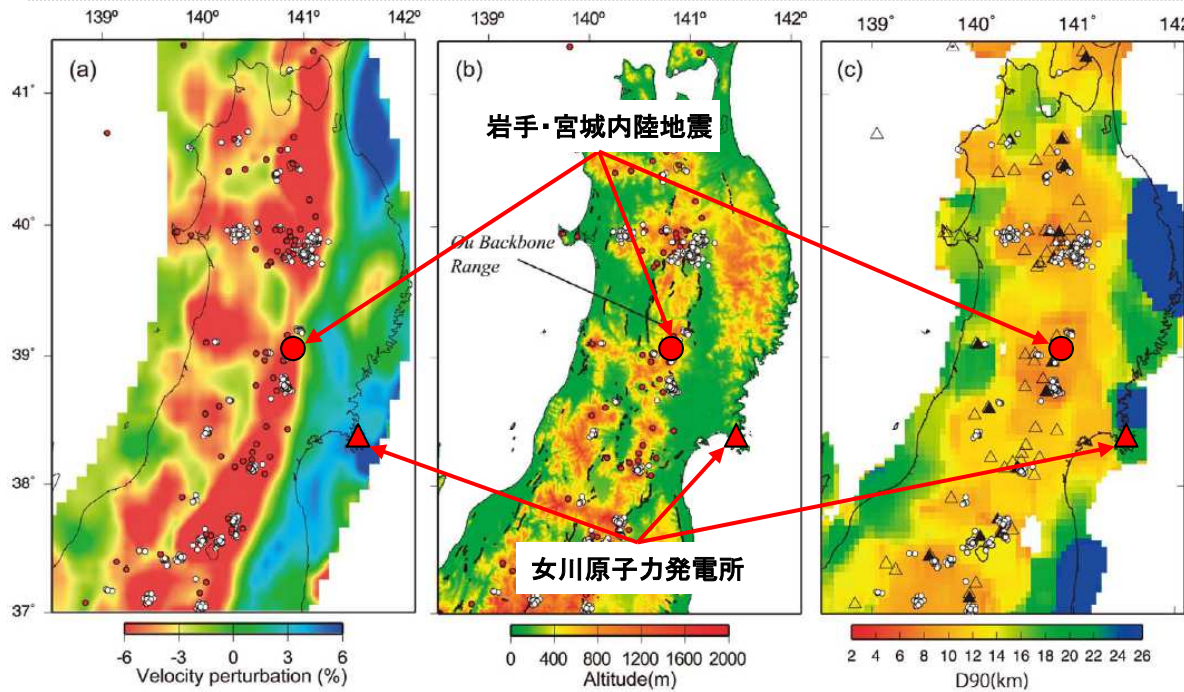 139° 140° 141° 142°
140° 141° 142°
139° 140° 141° 142
(a)
(b)
(c)
41°
40°
39°
38°
37°
岩手・宮城内陸地震
Ou Backbone
Range
女川原子力発電所
-6 -3 0 3 6
Velocity perturbation (%)
0 400 800 1200 1600 2000
Altitude(m)
2 4 6 8 10 12 14 16 18 20 22 24 26
D90(km)